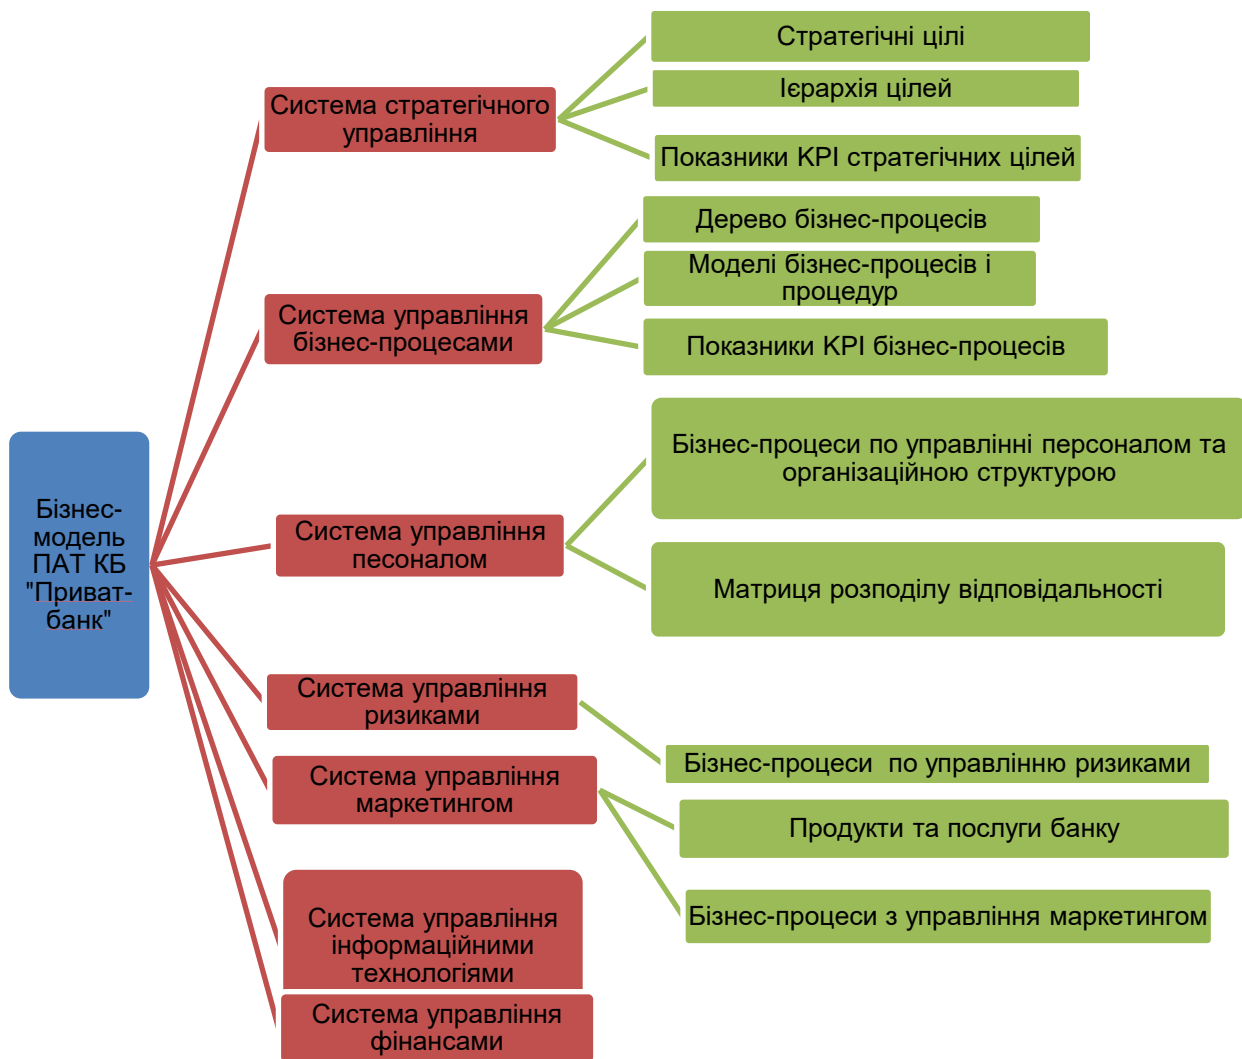 Бізнес-
модель
ПАТ КБ
"Приват-
банк"
Система стратегічного
управління
Стратегічні цілі
Ієрархія цілей
Показники KPI стратегічних цілей
Система управління
бізнес-процесами
Дерево бізнес-процесів
Моделі бізнес-процесів і
процедур
Показники KPI бізнес-процесів
Система управління
песоналом
Бізнес-процеси по управлінні персоналом та
організаційною структурою
Матриця розподілу відповідальності
Система управління
ризиками
Бізнес-процеси по управлінню ризиками
Система управління
маркетингом
Продукти та послуги банку
Бізнес-процеси з управління маркетингом
Система управління
інформаційними
технологіями
Система управління
фінансами